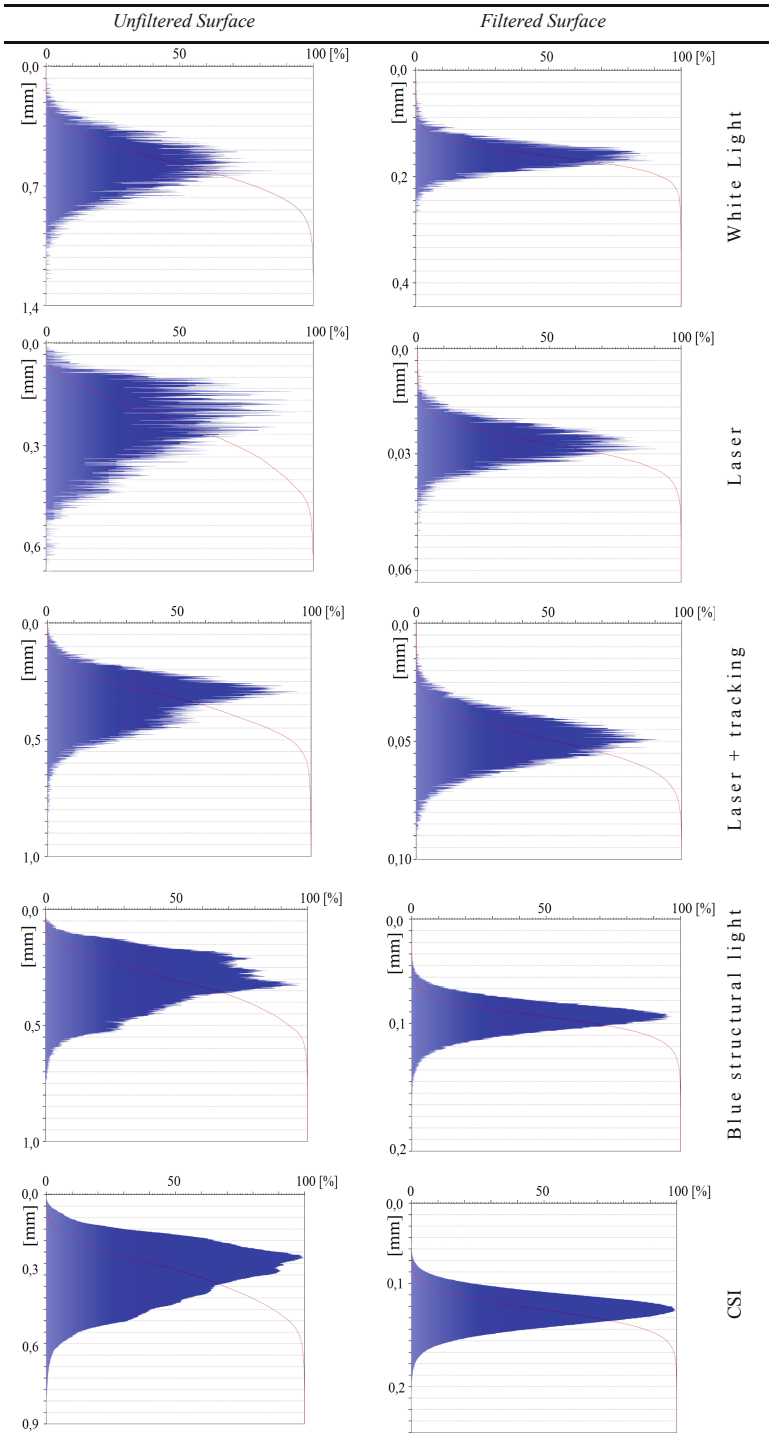 Unfiltered Surface Filtered Surface
0 50 100 [%]
0,0
[mm]
0,7
1,4
0 50 100 [%]
0,0
[mm]
0,2
0,4
White Light
0 50 100 [%]
0,0
[mm]
0,3
0,6
0 50 100 [%]
0,0
[mm]
0,03
0,06
Laser
0 50 100 [%]
0,0
[mm]
0,5
1,0
0 50 100 [%]
0,0
[mm]
0,05
0,10
Laser + tracking
0 50 100 [%]
0,0
[mm]
0,5
1,0
0 50 100 [%]
0,0
[mm]
0,1
0,2
Blue structural light
0 50 100 [%]
0,0
[mm]
0,3
0,6
0,9
0 50 100 [%]
0,0
[mm]
0,1
0,2
CSI